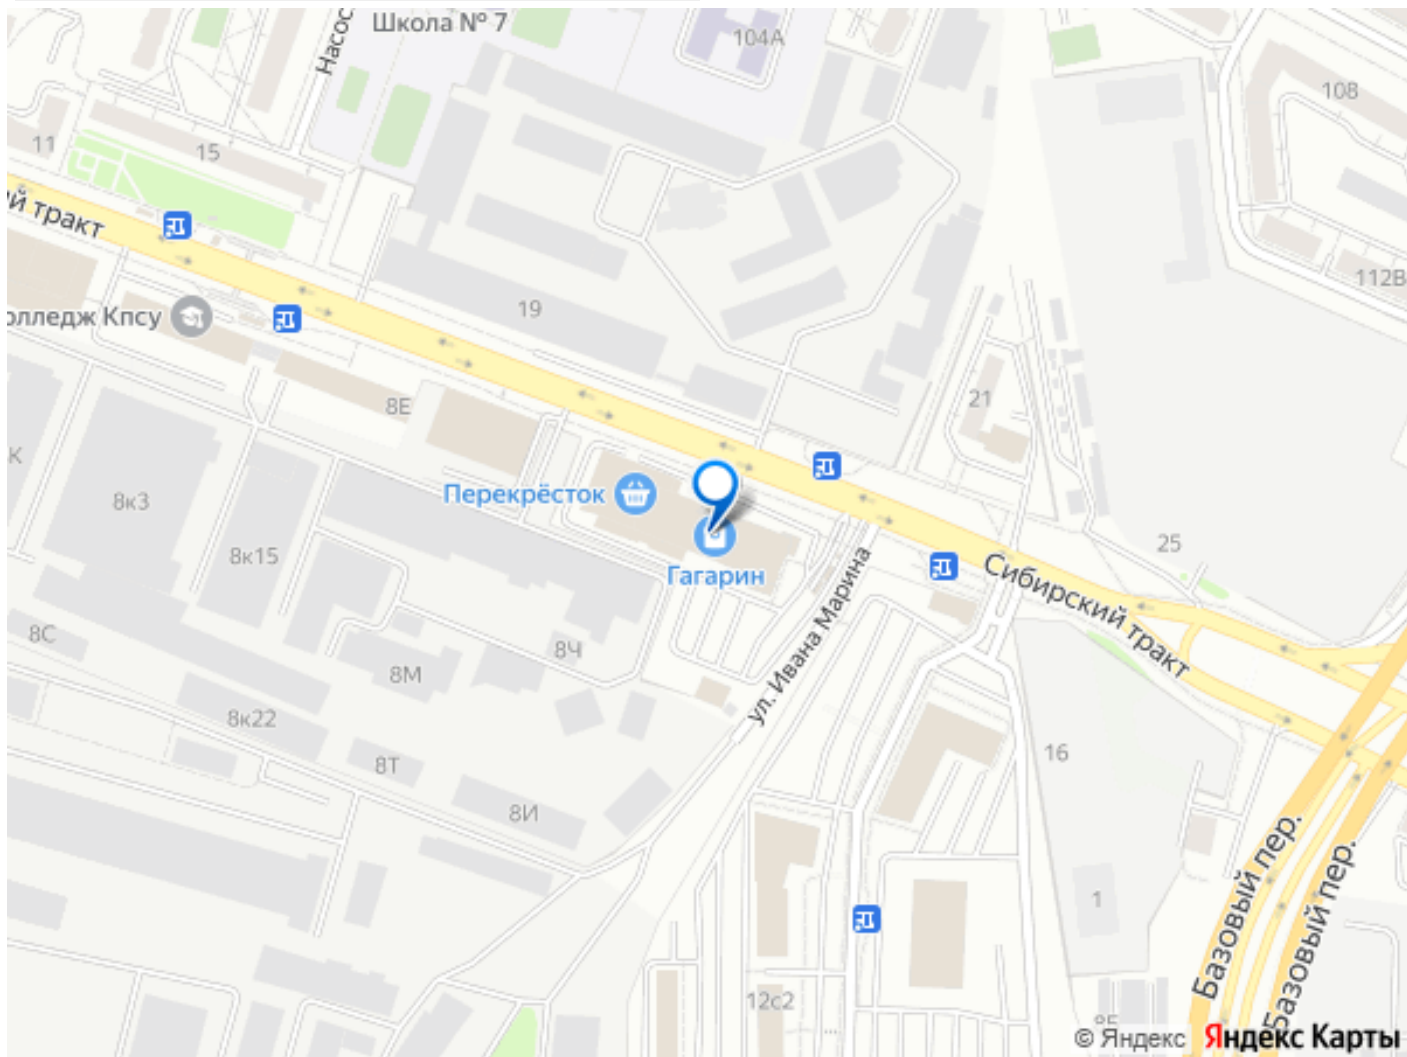 Школа № 7
Насос
104А
108
11
15
ий тракт
112В
олледж Кпсу
19
8Е
21
К
8к3
Перекрёсток
8к15
Гагарин
25
Сибирский тракт
ул. Ивана Марина
8С
8Ч
8М
8к22
8Т
16
8И
1
Базовый пер.
Базовый пер.
12с2
© Яндекс Яндекс Карты